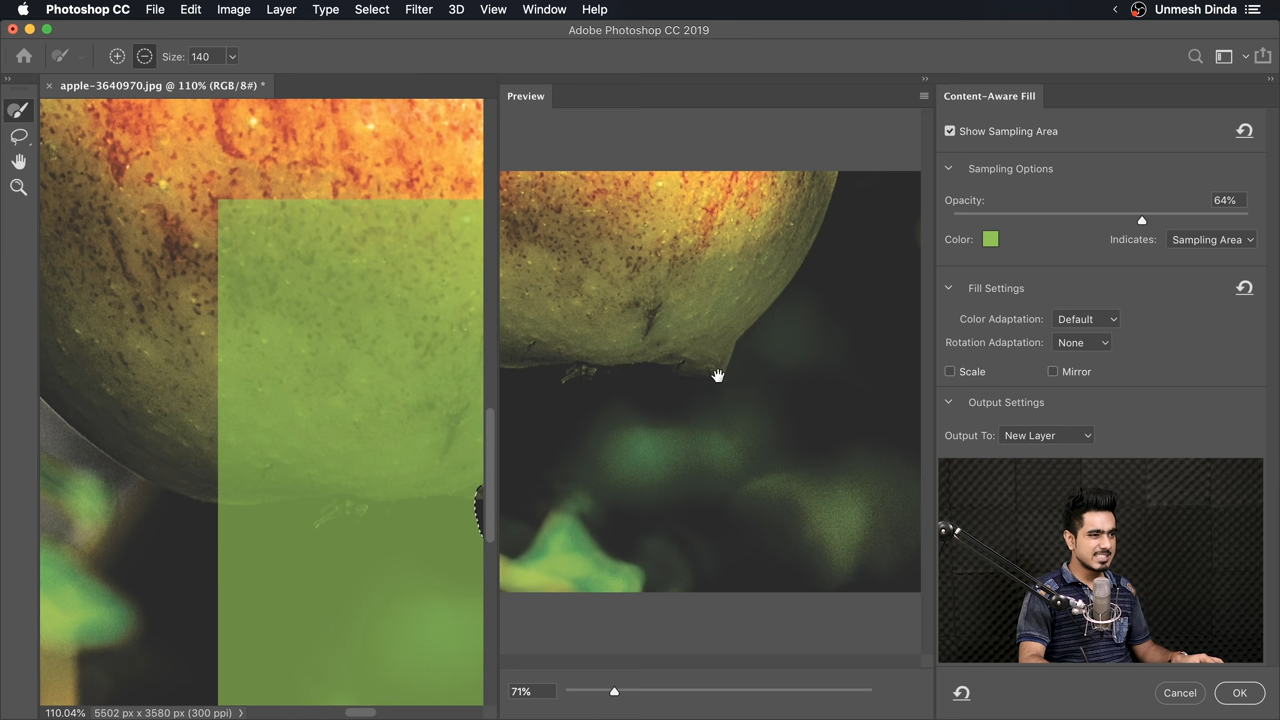 Photoshop CC File Edit Image Layer Type Select Filter 3D View Window Help Unmesh Dinda
Adobe Photoshop CC 2019
Size: 140
apple-3640970.jpg @ 110% (RGB/8#) *
Preview
Content-Aware Fill
Show Sampling Area
Sampling Options
Opacity: 64%
Color: Indicates: Sampling Area
Fill Settings
Color Adaptation: Default
Rotation Adaptation: None
Scale Mirror
Output Settings
Output To: New Layer
71%
Cancel OK
110.04% 5502 px x 3580 px (300 ppi)